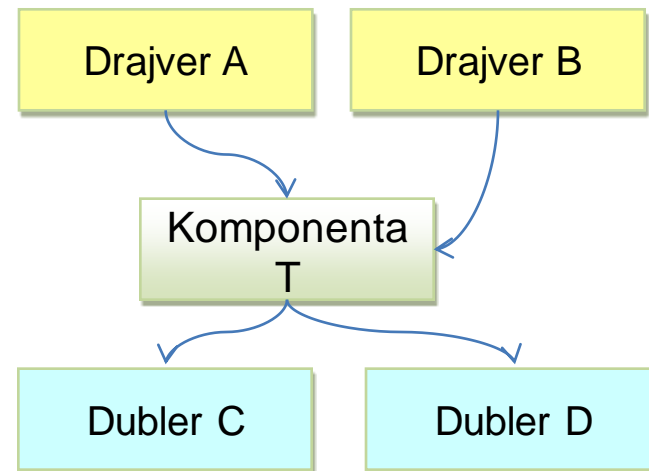 Drajver A
Drajver B
Komponenta
T
Dubler C
Dubler D